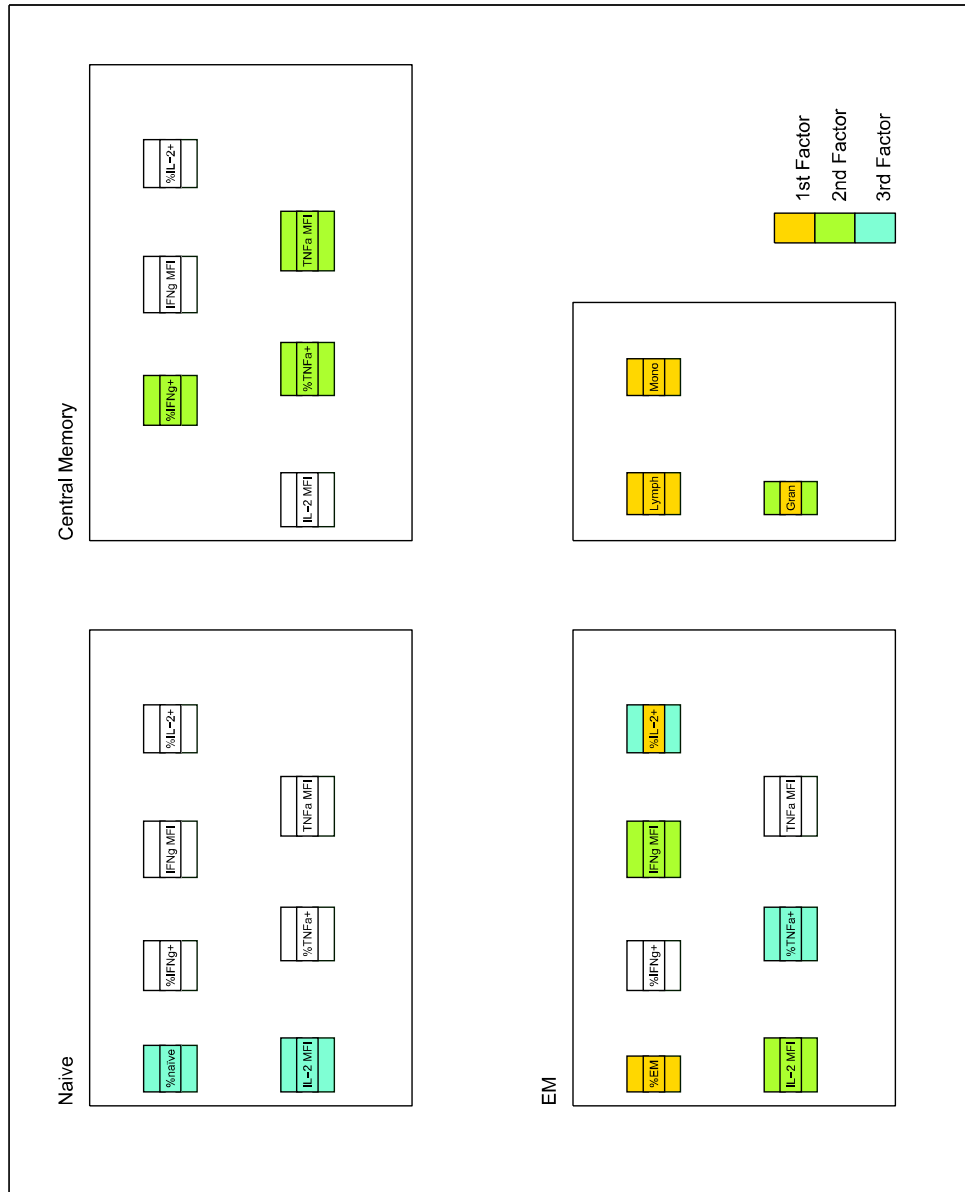 Naive
%naïve
%IFNg+
IFNg MFI
%IL-2+
IL-2 MFI
%TNFa+
TNFa MFI
Central Memory
%IFNg+
IFNg MFI
%IL-2+
IL-2 MFI
%TNFa+
TNFa MFI
EM
%EM
%IFNg+
IFNg MFI
%IL-2+
IL-2 MFI
%TNFa+
TNFa MFI
Lymph
Mono
Gran
1st Factor
2nd Factor
3rd Factor